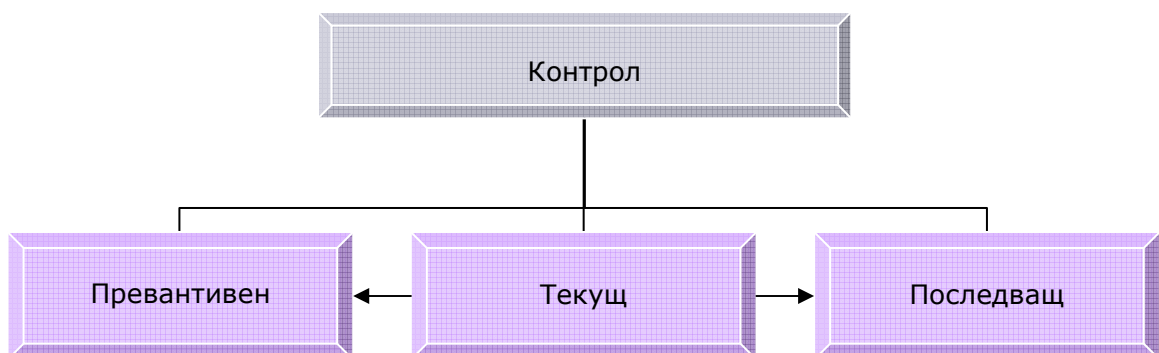 Контрол
Превантивен
Текущ
Последващ